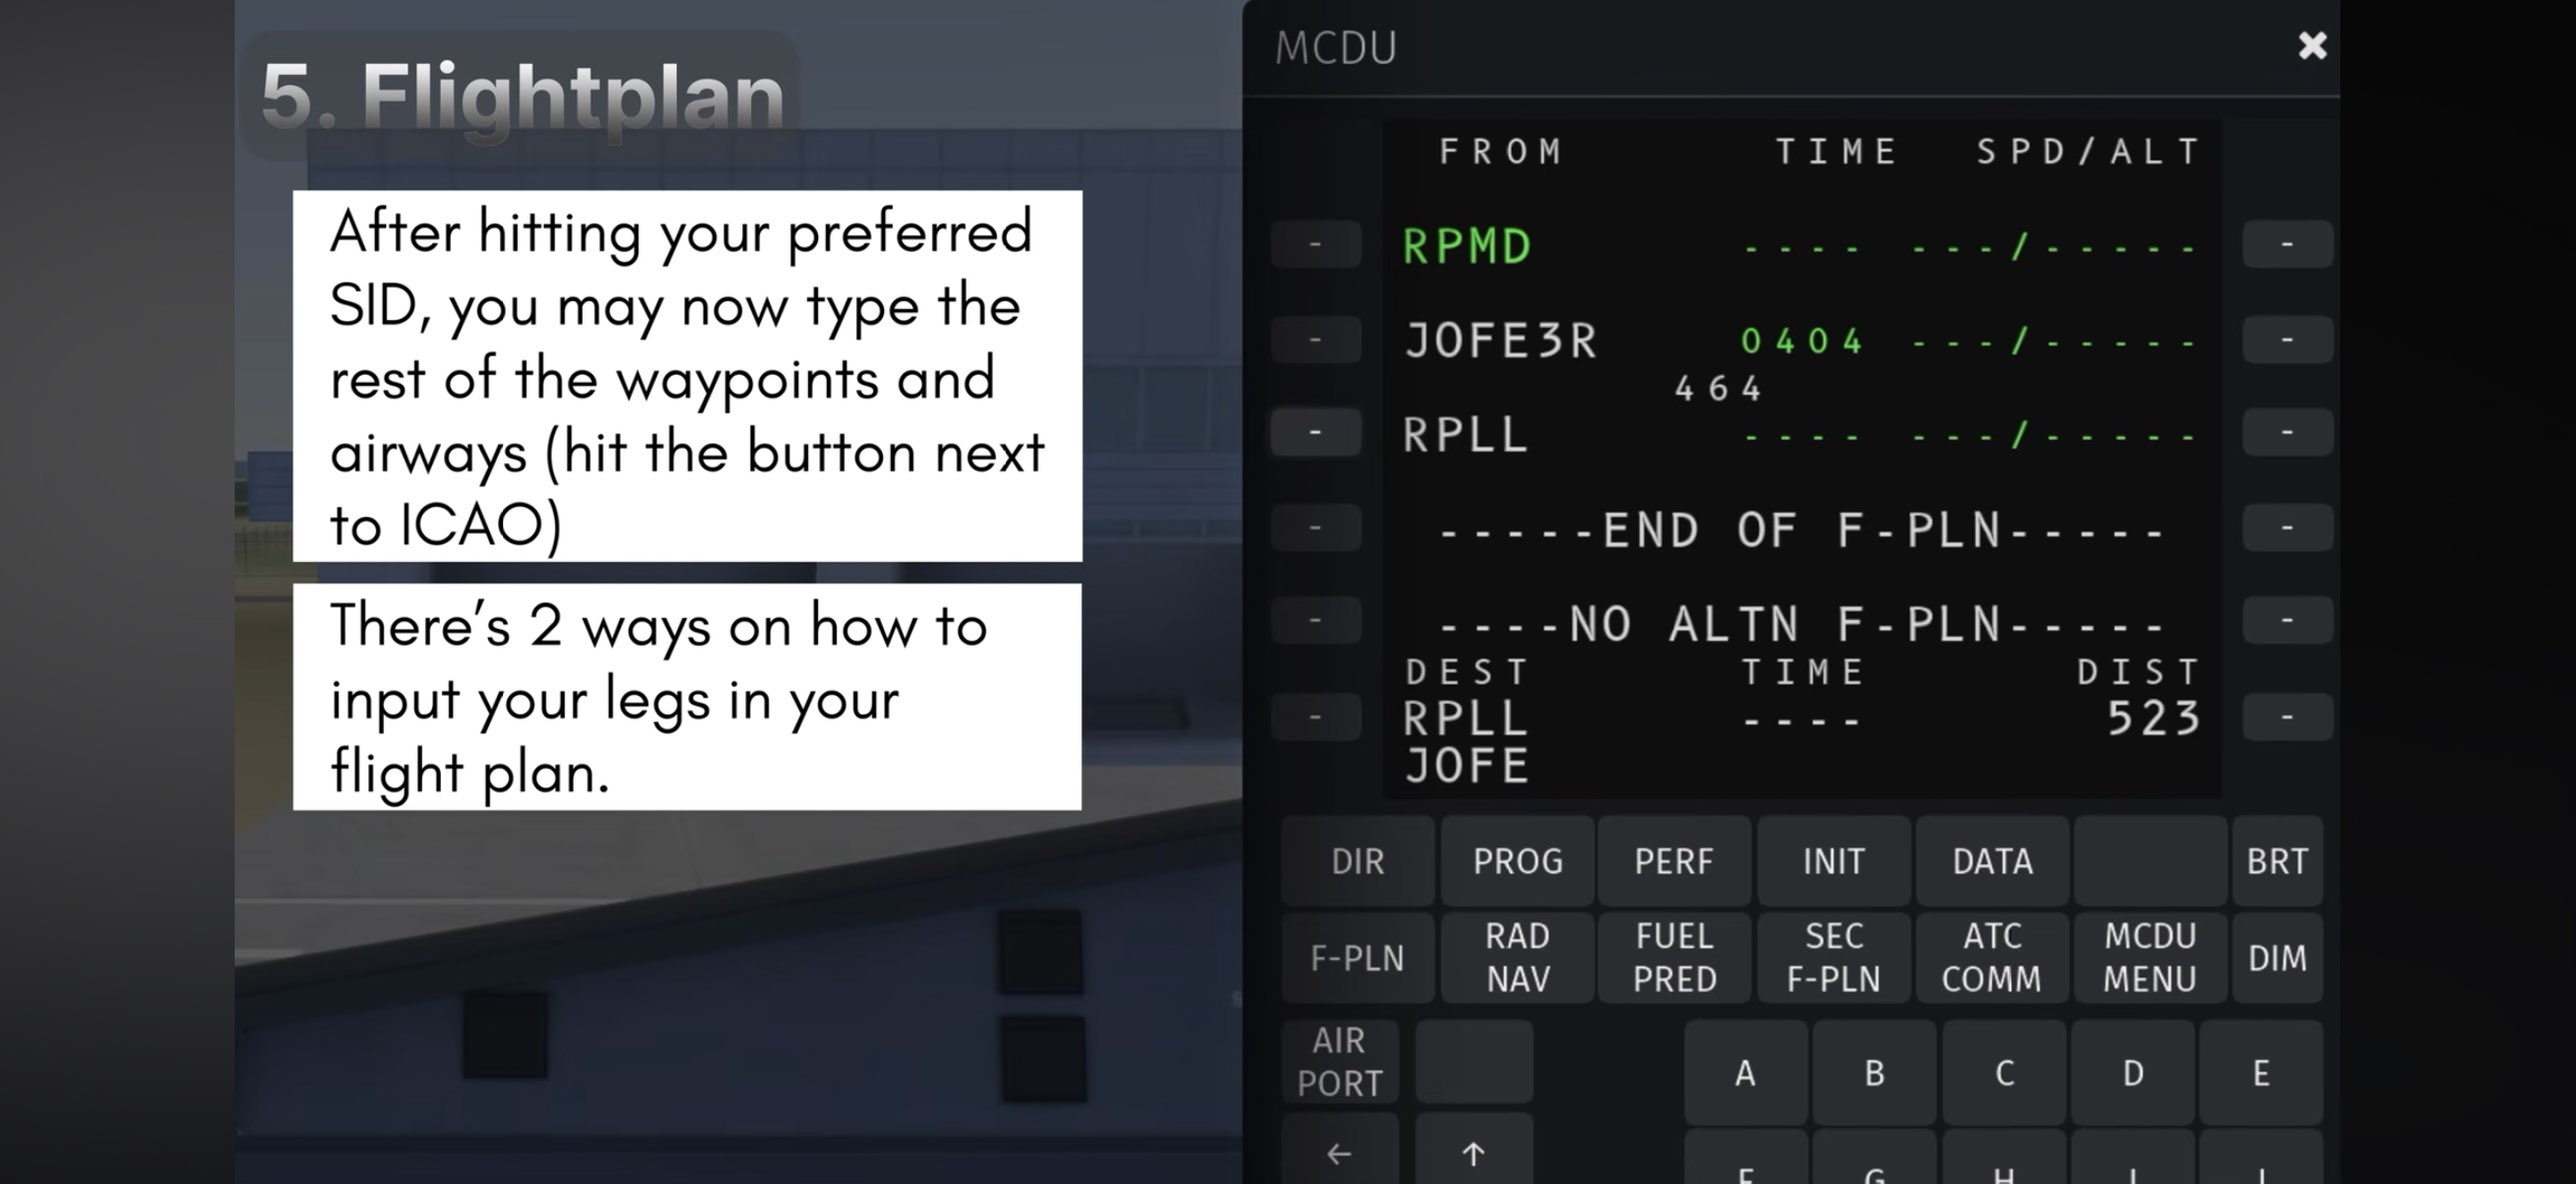 5. Flightplan
After hitting your preferred
SID, you may now type the
rest of the waypoints and
airways (hit the button next
to ICAO)
There's 2 ways on how to
input your legs in your
flight plan.
MCDU ✖
FROM TIME SPD/ALT
- RPMD ---- ---/----- -
- JOFE3R 0404 ---/----- -
464
- RPLL ---- ---/----- -
- -----END OF F-PLN----- -
- ----NO ALTN F-PLN----- -
DEST TIME DIST
- RPLL ---- 523 -
JOFE
DIR PROG PERF INIT DATA BRT
F-PLN RAD NAV FUEL PRED SEC F-PLN ATC COMM MCDU MENU DIM
AIR PORT A B C D E
← ↑ F G H